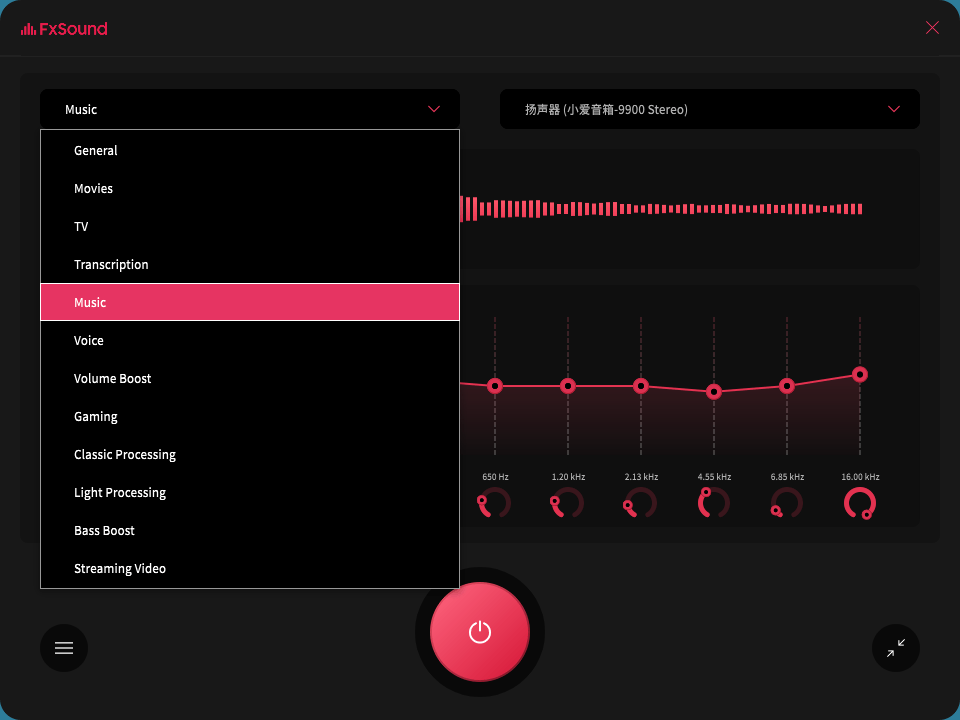 FxSound
Music
扬声器 (小爱音箱-9900 Stereo)
General
Movies
TV
Transcription
Music
Voice
Volume Boost
Gaming
Classic Processing
Light Processing
Bass Boost
Streaming Video
650 Hz 1.20 kHz 2.13 kHz 4.55 kHz 6.85 kHz 16.00 kHz